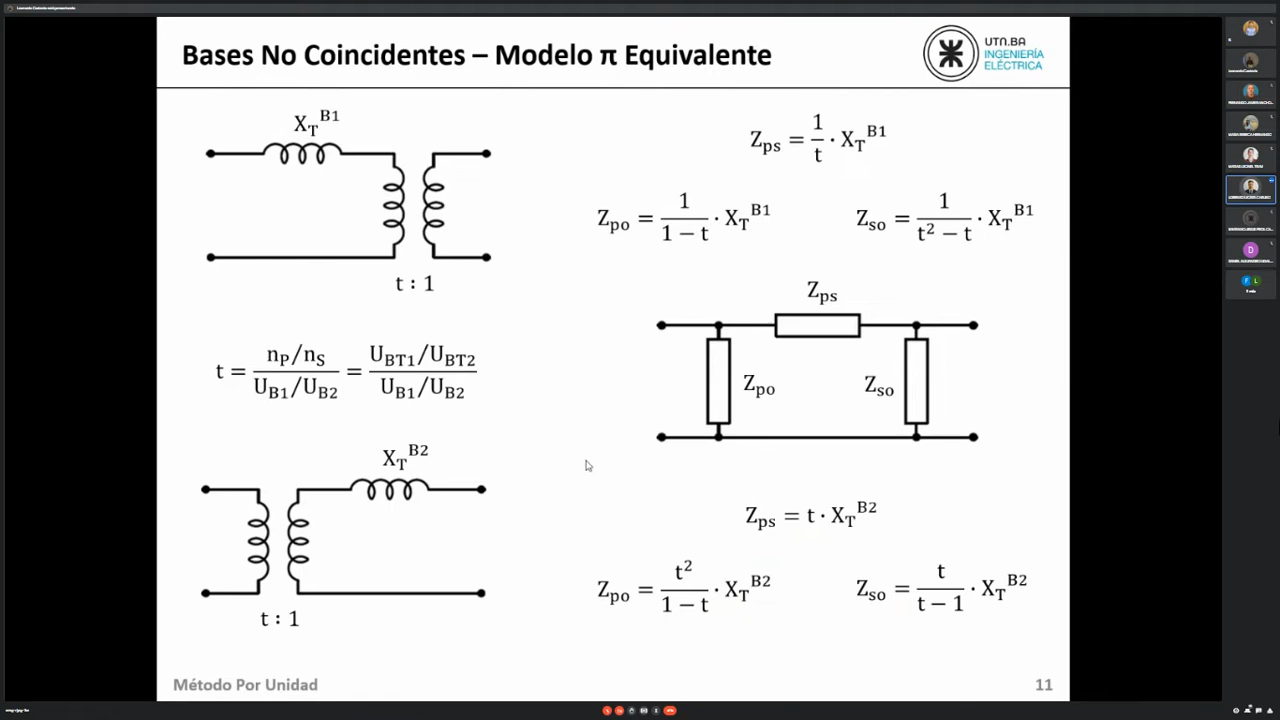 Bases No Coincidentes – Modelo π Equivalente
UTN.BA
INGENIERÍA
ELÉCTRICA
X_T^B1
t : 1
Z_ps = 1/t · X_T^B1
Z_po = 1/(1 − t) · X_T^B1
Z_so = 1/(t² − t) · X_T^B1
t = (n_P/n_S)/(U_B1/U_B2) = (U_BT1/U_BT2)/(U_B1/U_B2)
Z_ps
Z_po
Z_so
X_T^B2
t : 1
Z_ps = t · X_T^B2
Z_po = t²/(1 − t) · X_T^B2
Z_so = t/(t − 1) · X_T^B2
Método Por Unidad
11